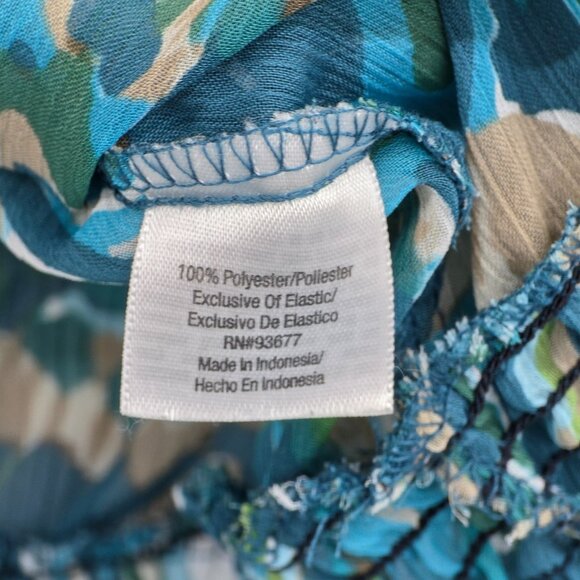 100% Polyester/Poliester
Exclusive Of Elastic/
Exclusivo De Elastico
RN#93677
Made In Indonesia/
Hecho En Indonesia